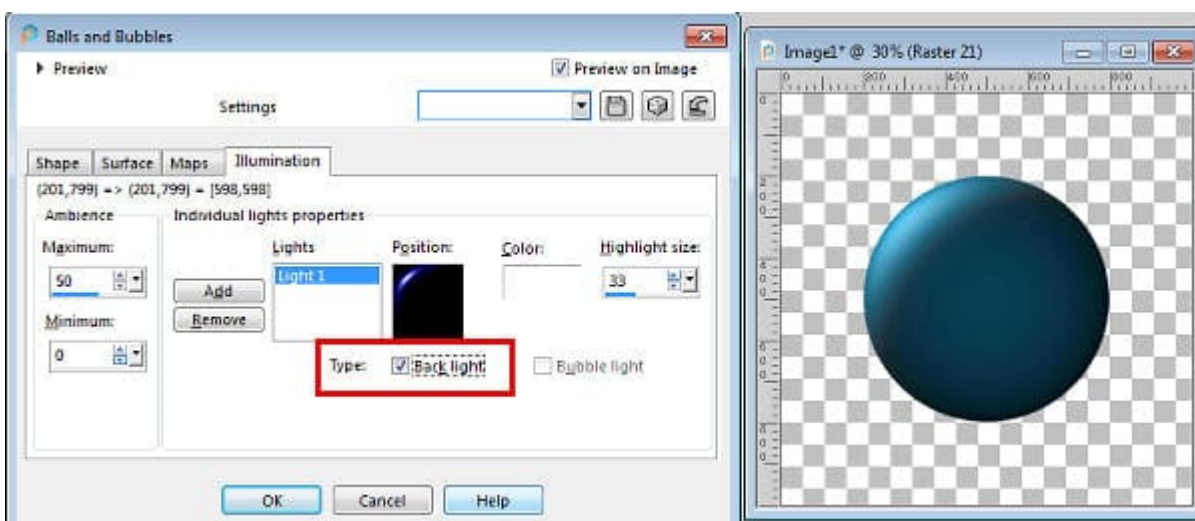 Balls and Bubbles
Preview
Preview on Image
Settings
Shape Surface Maps Illumination
(201,799) => (201,799) = [598,598]
Ambience
Individual lights properties
Maximum:
Lights
Position:
Color:
Highlight size:
50
Light 1
33
Add
Minimum:
Remove
0
Type:
Back light
Bubble light
OK
Cancel
Help
Image1* @ 30% (Raster 21)